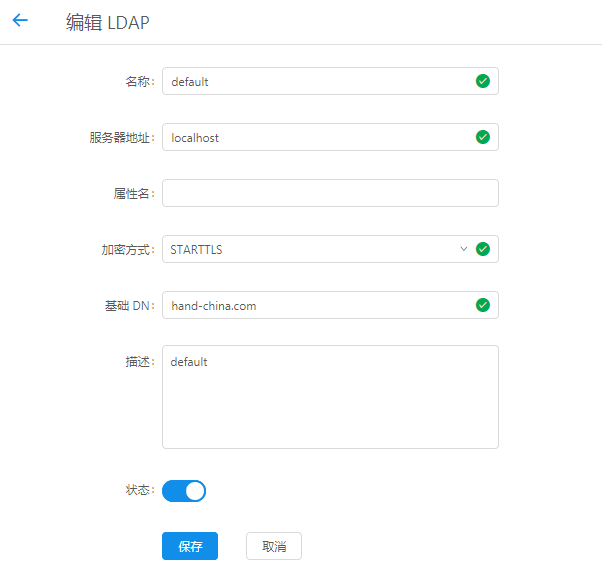 编辑 LDAP
名称: default
服务器地址: localhost
属性名:
加密方式: STARTTLS
基础 DN: hand-china.com
描述: default
状态:
保存 取消